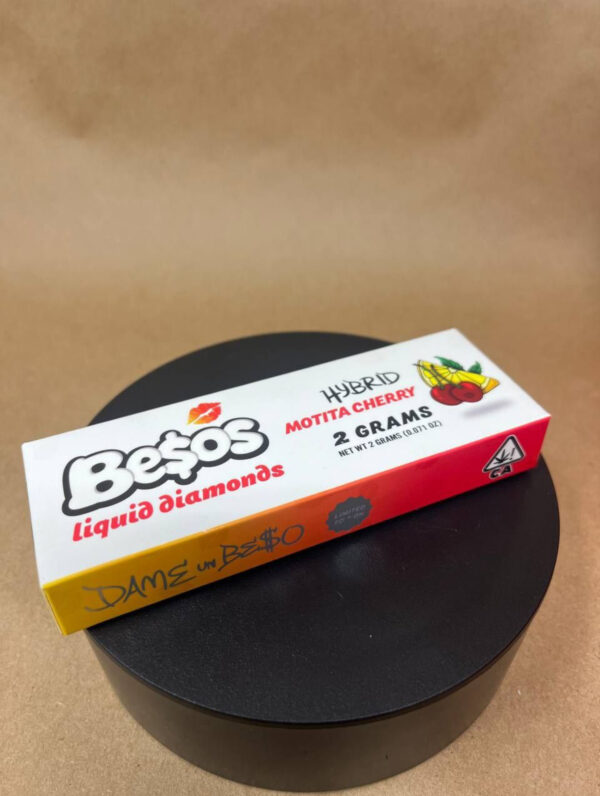 Be$os
liquid diamonds
HYBRID
MOTITA CHERRY
2 GRAMS
NET WT 2 GRAMS (0.071 OZ)
CA
DAME UN BE$O
LIMITED